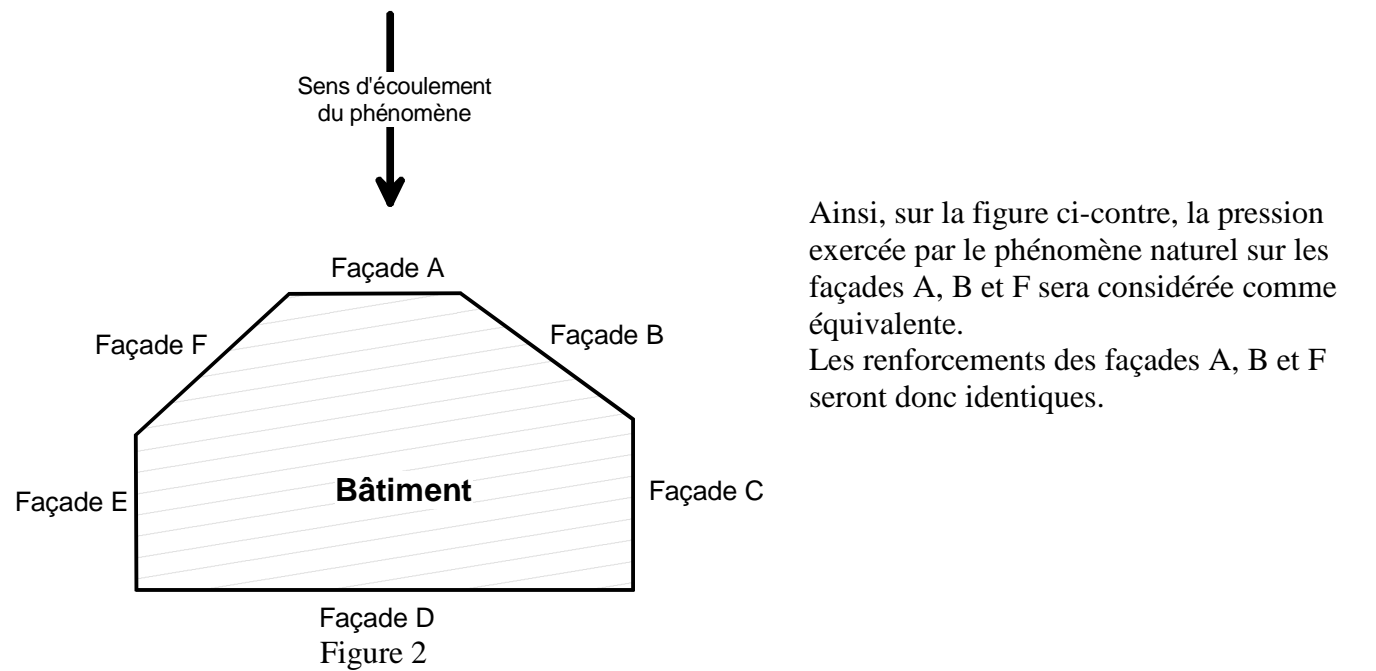 Sens d'écoulement
du phénomène
Façade A
Façade B
Façade F
Bâtiment
Façade E
Façade C
Façade D
Figure 2
Ainsi, sur la figure ci-contre, la pression
exercée par le phénomène naturel sur les
façades A, B et F sera considérée comme
équivalente.
Les renforcements des façades A, B et F
seront donc identiques.